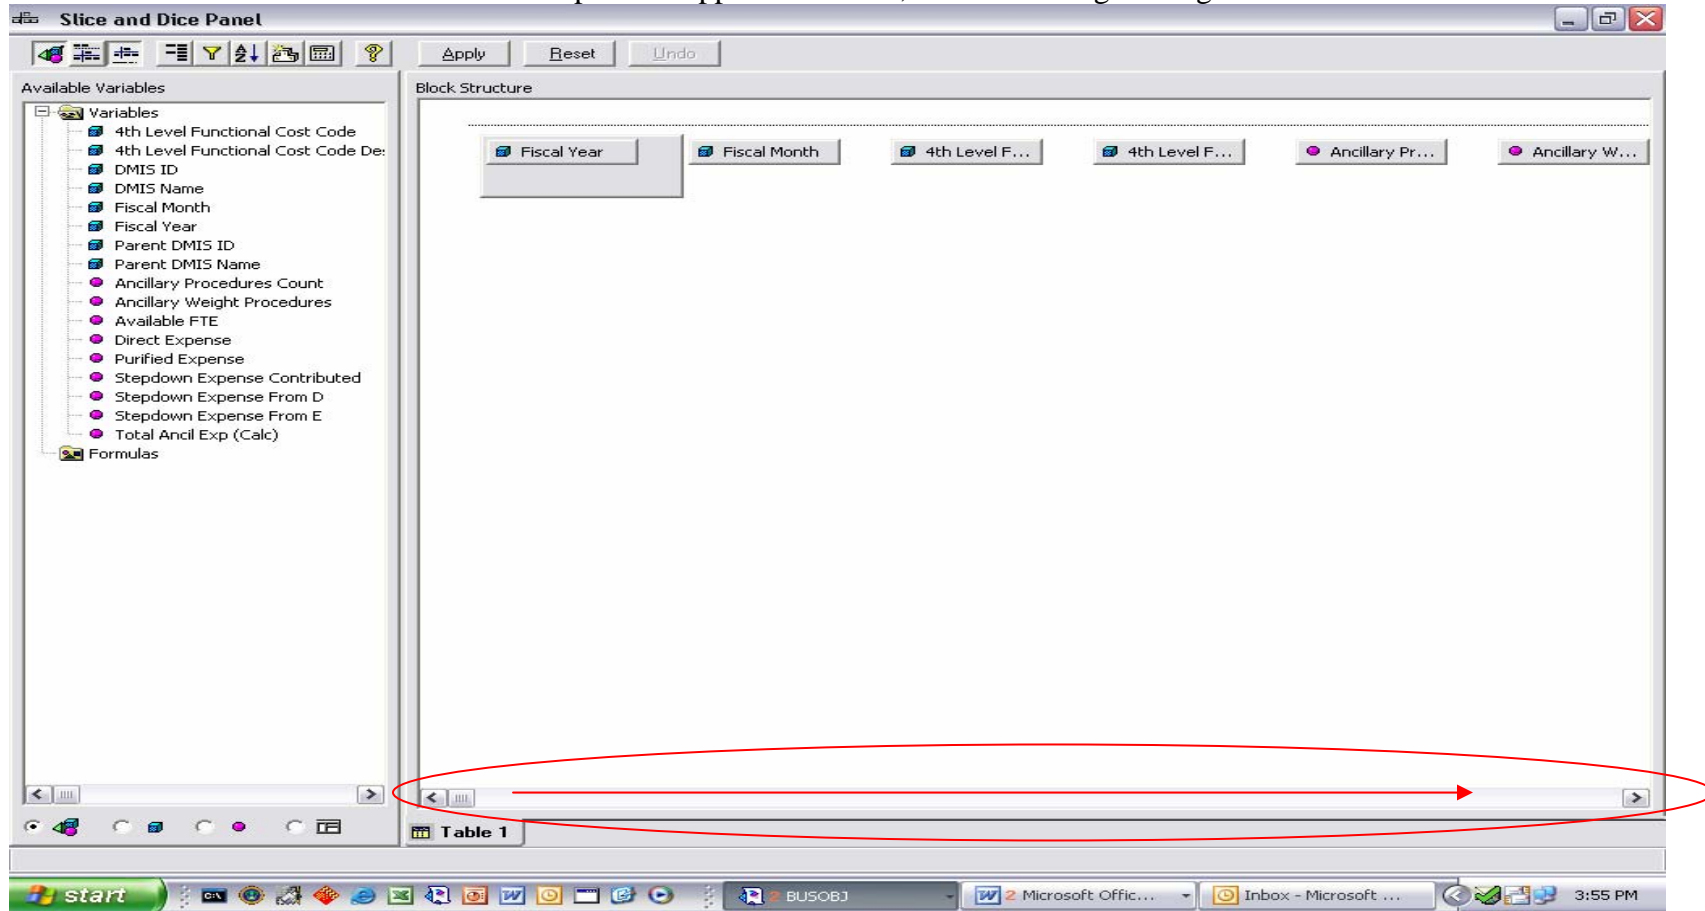 Slice and Dice Panel
Apply
Reset
Undo
Available Variables
Block Structure
Variables
4th Level Functional Cost Code
4th Level Functional Cost Code De:
DMIS ID
DMIS Name
Fiscal Month
Fiscal Year
Parent DMIS ID
Parent DMIS Name
Ancillary Procedures Count
Ancillary Weight Procedures
Available FTE
Direct Expense
Purified Expense
Stepdown Expense Contributed
Stepdown Expense From D
Stepdown Expense From E
Total Ancil Exp (Calc)
Formulas
Fiscal Year
Fiscal Month
4th Level F...
4th Level F...
Ancillary Pr...
Ancillary W...
Table 1
start
2 BUSOBJ
2 Microsoft Offic...
Inbox - Microsoft ...
3:55 PM